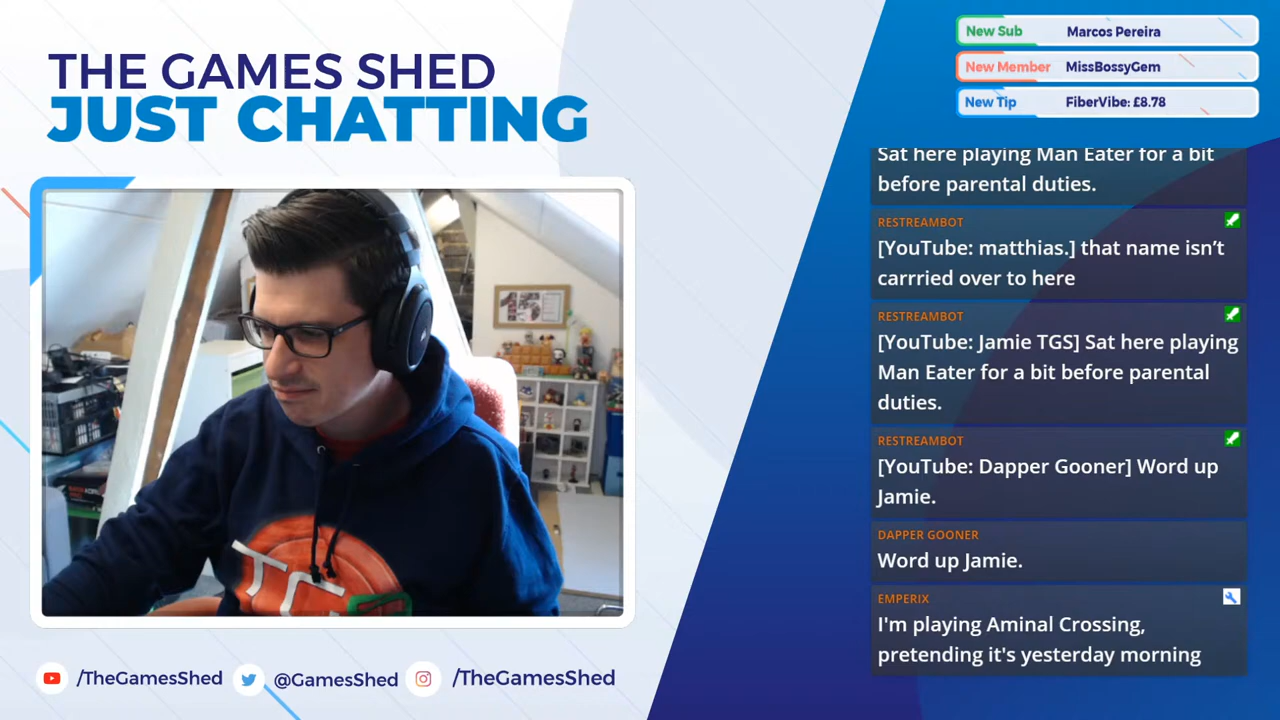 THE GAMES SHED
JUST CHATTING
New Sub Marcos Pereira
New Member MissBossyGem
New Tip FiberVibe: £8.78
Sat here playing Man Eater for a bit
before parental duties.
RESTREAMBOT
[YouTube: matthias.] that name isn't
carrried over to here
RESTREAMBOT
[YouTube: Jamie TGS] Sat here playing
Man Eater for a bit before parental
duties.
RESTREAMBOT
[YouTube: Dapper Gooner] Word up
Jamie.
DAPPER GOONER
Word up Jamie.
EMPERIX
I'm playing Aminal Crossing,
pretending it's yesterday morning
TG
/TheGamesShed
@GamesShed
/TheGamesShed